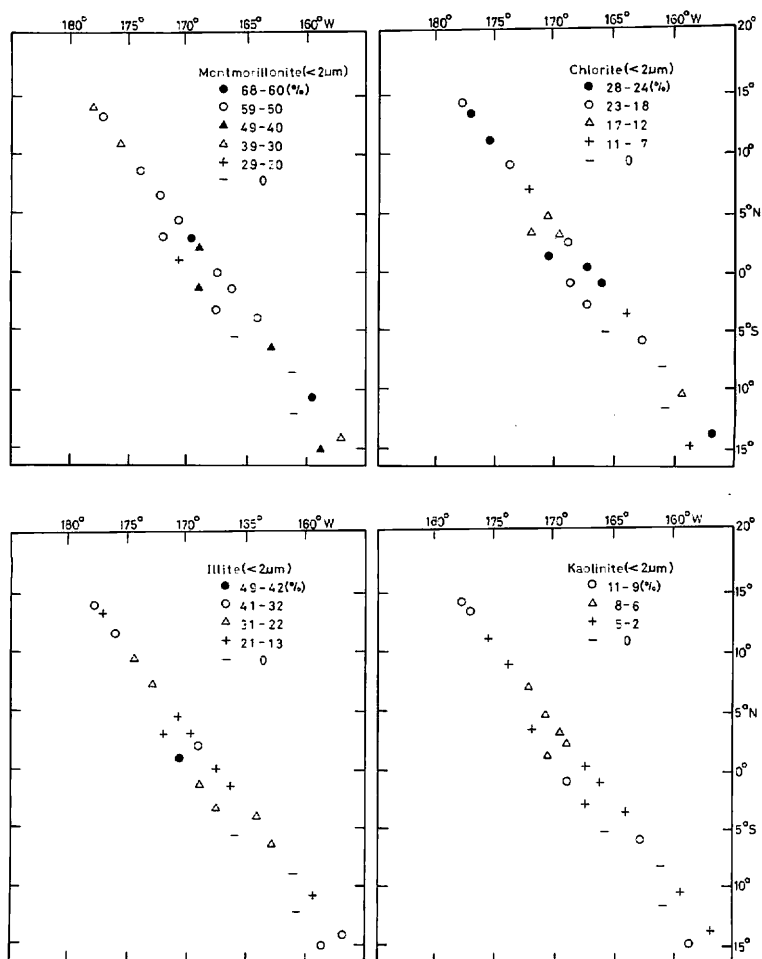 180° 175° 170° 165° 160°W
Montmorillonite(<2μm)
● 68-60(%)
○ 59-50
▲ 49-40
△ 39-30
+ 29-20
— 0
180° 175° 170° 165° 160°W 20°
Chlorite(<2μm)
● 28-24(%)
○ 23-18
△ 17-12
+ 11-7
— 0
15°
10°
5°N
0°
5°S
10°
15°
180° 175° 170° 135° 160°W
Illite(<2μm)
● 49-42(%)
○ 41-32
△ 31-22
+ 21-13
— 0
180° 175° 170° 165° 160°W 20°
Kaolinite(<2μm)
○ 11-9(%)
△ 8-6
+ 5-2
— 0
15°
10°
5°N
0°
5°S
10°
15°